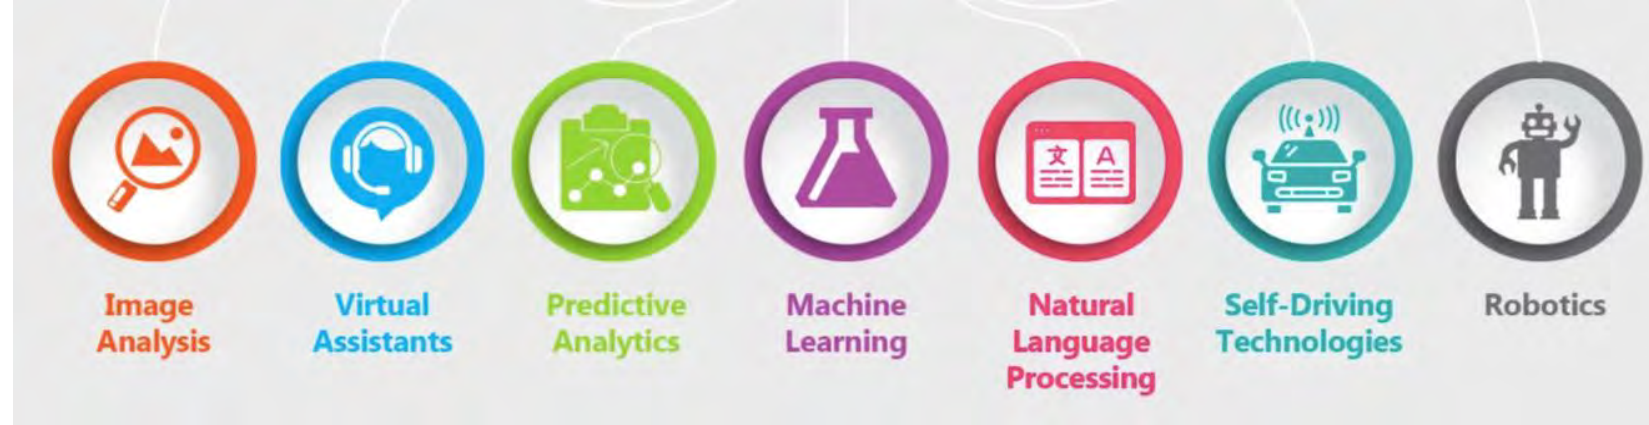 文 A
Image
Analysis
Virtual
Assistants
Predictive
Analytics
Machine
Learning
Natural
Language
Processing
Self-Driving
Technologies
Robotics